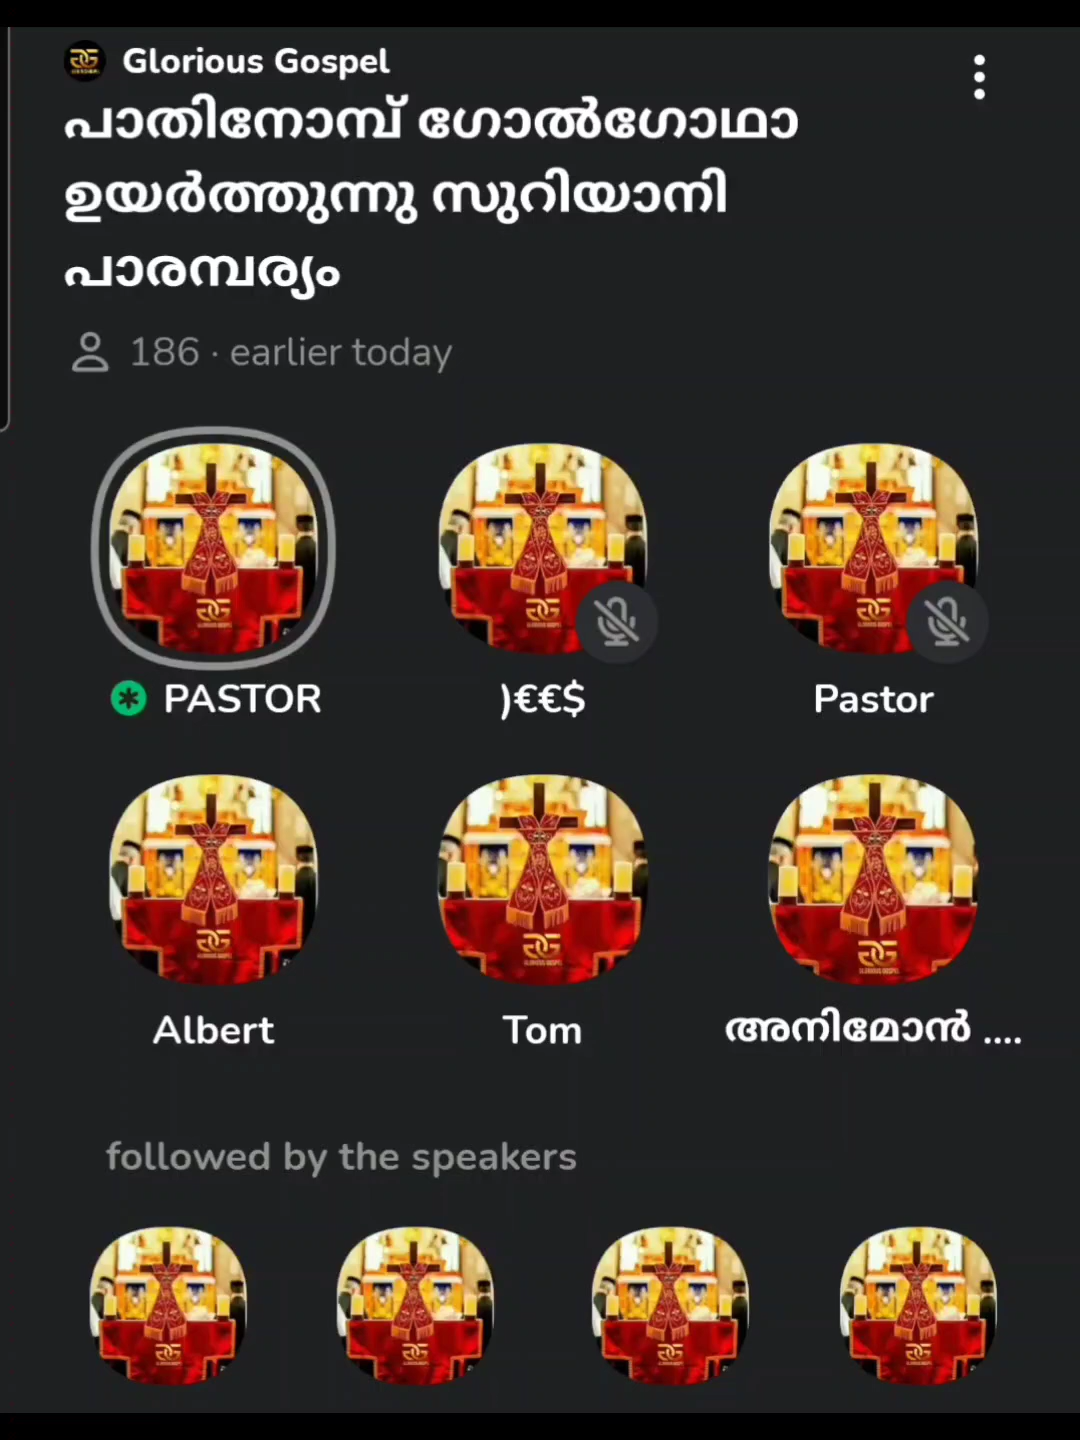 Glorious Gospel
പാതിനോമ്പ് ഗോൽഗോഥാ
ഉയർത്തുന്നു സുറിയാനി
പാരമ്പര്യം
186 · earlier today
PASTOR
)€€$
Pastor
Albert
Tom
അനിമോൻ ....
followed by the speakers